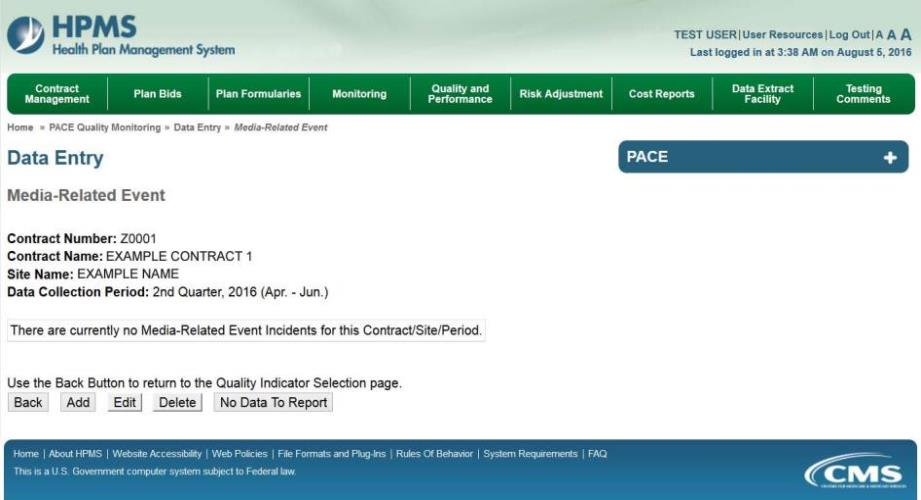 HPMS
Health Plan Management System
TEST USER|User Resources|Log Out|A A A
Last logged in at 3:38 AM on August 5, 2016
Contract Management
Plan Bids
Plan Formularies
Monitoring
Quality and Performance
Risk Adjustment
Cost Reports
Data Extract Facility
Testing Comments
Home » PACE Quality Monitoring » Data Entry » Media-Related Event
Data Entry
PACE +
Media-Related Event
Contract Number: Z0001
Contract Name: EXAMPLE CONTRACT 1
Site Name: EXAMPLE NAME
Data Collection Period: 2nd Quarter, 2016 (Apr. - Jun.)
There are currently no Media-Related Event Incidents for this Contract/Site/Period.
Use the Back Button to return to the Quality Indicator Selection page.
Back Add Edit Delete No Data To Report
Home | About HPMS | Website Accessibility | Web Policies | File Formats and Plug-Ins | Rules Of Behavior | System Requirements | FAQ
This is a U.S. Government computer system subject to Federal law.
CMS